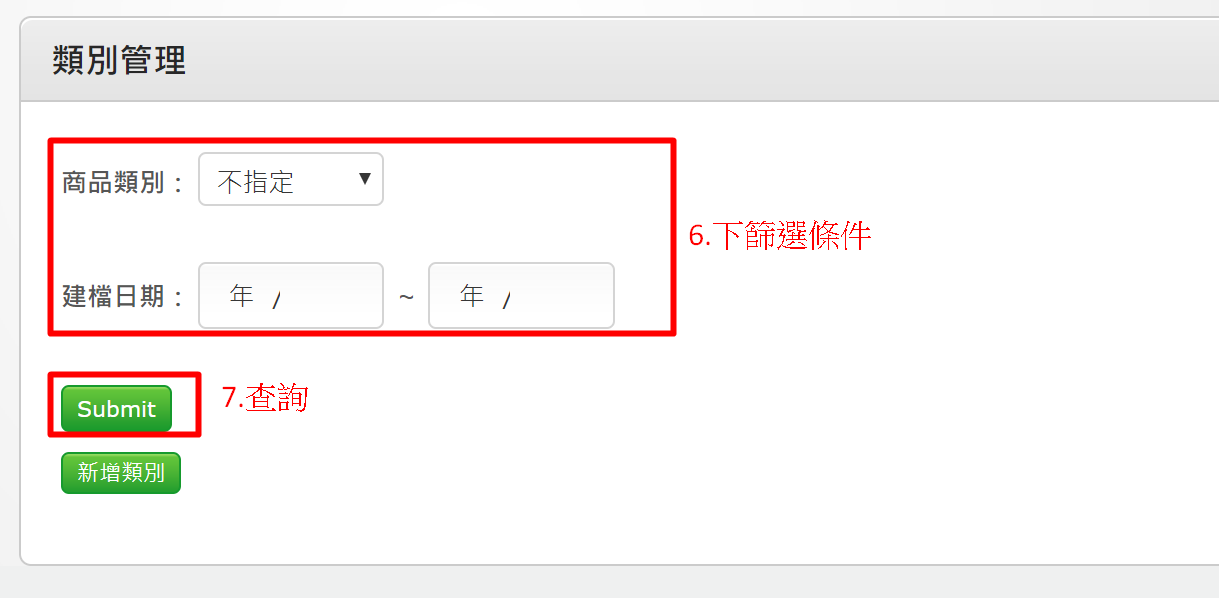 類別管理
商品類別： 不指定 ▼
6.下篩選條件
建檔日期： 年 / ~ 年 /
Submit 7.查詢
新增類別